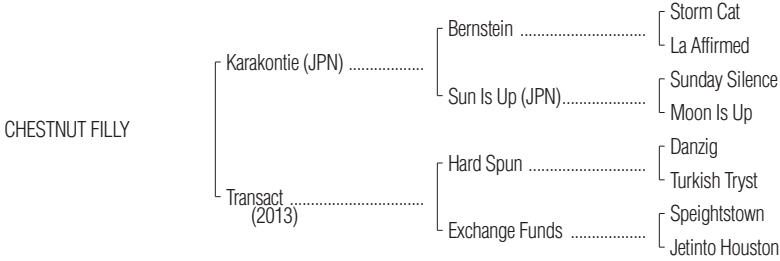 Storm Cat
Bernstein ..............................
La Affirmed
Karakontie (JPN) ..................
Sunday Silence
Sun Is Up (JPN)....................
Moon Is Up
CHESTNUT FILLY
Danzig
Hard Spun ............................
Turkish Tryst
Transact ................................
(2013)
Speightstown
Exchange Funds ..................
Jetinto Houston